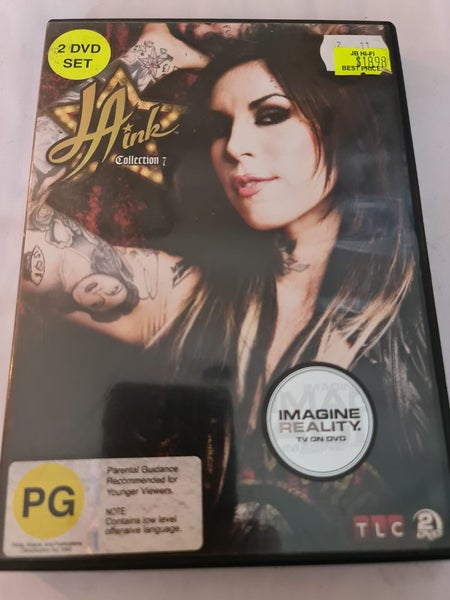 2 DVD
SET
LA ink
Collection 7
JB HI-FI
$18.98
BEST PRICE
IMAGINE
REALITY.
TV ON DVD
PG
Parental Guidance
Recommended for
Younger Viewers.
NOTE:
Contains low level
offensive language.
TLC
2